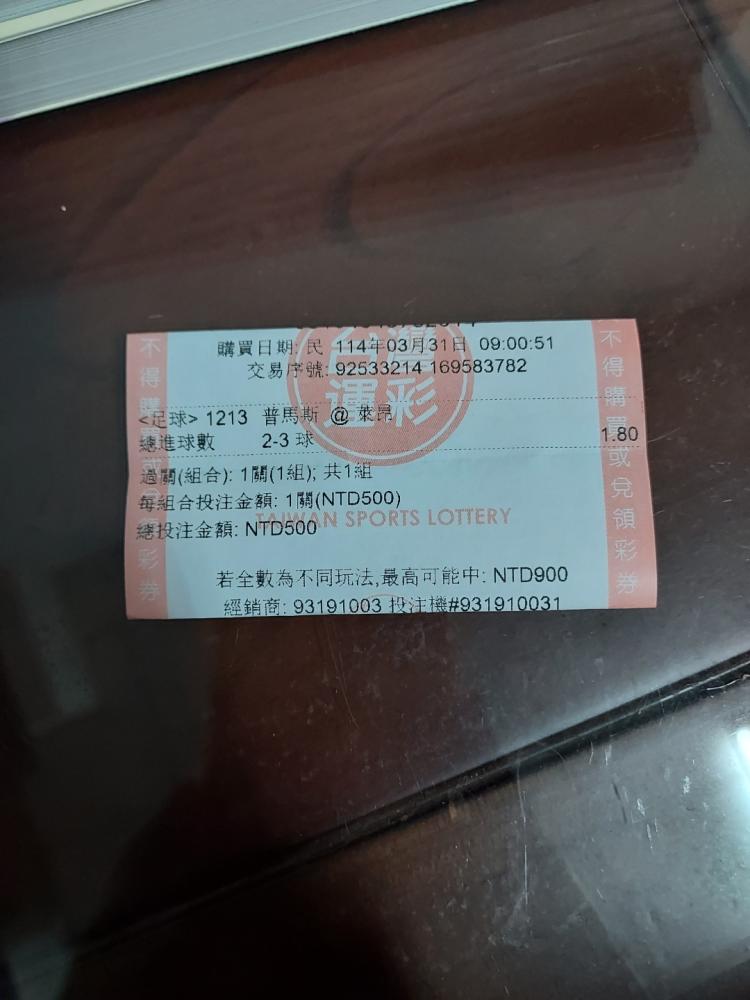 台灣
運彩
購買日期: 民 114年03月31日 09:00:51
交易序號: 92533214 169583782
<足球> 1213 普馬斯 @ 萊昂
總進球數 2-3 球 1.80
過關(組合): 1關(1組); 共1組
每組合投注金額: 1關(NTD500)
TAIWAN SPORTS LOTTERY
總投注金額: NTD500
若全數為不同玩法,最高可能中: NTD900
經銷商: 93191003 投注機#931910031
不得購買或兌領彩券
不得購買或兌領彩券